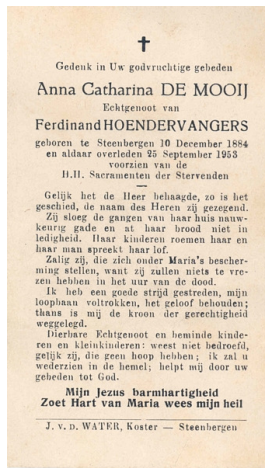 Gedenk in Uw godvruchtige gebeden
Anna Catharina DE MOOIJ
Echtgenoot van
Ferdinand HOENDERVANGERS
geboren te Steenbergen 10 December 1884
en aldaar overleden 25 September 1953
voorzien van de
H.H. Sacramenten der Stervenden
Gelijk het de Heer behaagde, zo is het
geschied, de naam des Heren zij gezegend.
Zij sloeg de gangen van haar huis nauw-
keurig gade en at haar brood niet in
ledigheid. Haar kinderen roemen haar en
haar man spreekt haar lof.
Zalig zij, die zich onder Maria's bescher-
ming stellen, want zij zullen niets te vre-
zen hebben in het uur van de dood.
Ik heb een goede strijd gestreden, mijn
loopbaan voltrokken, het geloof behouden;
thans is mij de kroon der gerechtigheid
weggelegd.
Dierbare Echtgenoot en beminde kinde-
ren en kleinkinderen: weest niet bedroefd,
gelijk zij, die geen hoop hebben; ik zal u
wederzien in de hemel; helpt mij door uw
gebeden tot God.
Mijn Jezus barmhartigheid
Zoet Hart van Maria wees mijn heil
J. v. d. WATER, Koster — Steenbergen